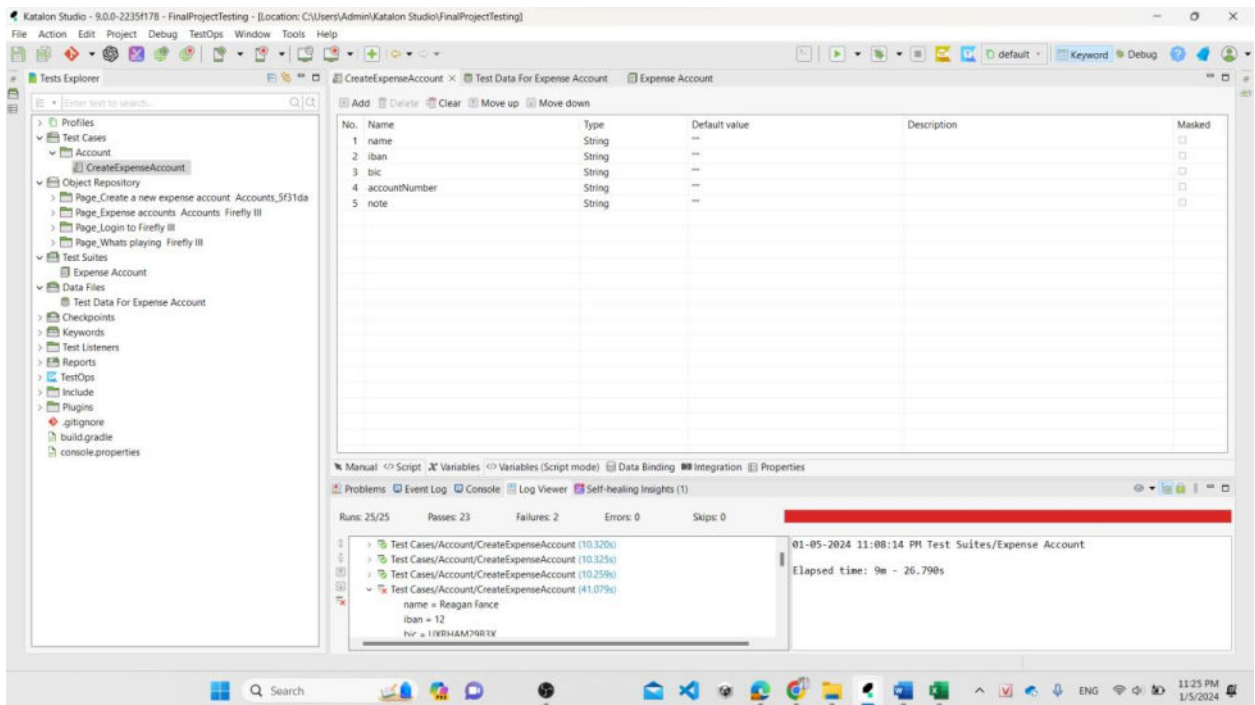 Katalon Studio - 9.0.0-2235f178 - FinalProjectTesting - [Location: C:\Users\Admin\Katalon Studio\FinalProjectTesting]
File Action Edit Project Debug TestOps Window Tools Help
default Keyword Debug
Tests Explorer
Enter text to search...
Profiles
Test Cases
Account
CreateExpenseAccount
Object Repository
Page_Create a new expense account Accounts_5f31da
Page_Expense accounts Accounts Firefly III
Page_Login to Firefly III
Page_Whats playing Firefly III
Test Suites
Expense Account
Data Files
Test Data For Expense Account
Checkpoints
Keywords
Test Listeners
Reports
TestOps
Include
Plugins
.gitignore
build.gradle
console.properties
CreateExpenseAccount Test Data For Expense Account Expense Account
Add Delete Clear Move up Move down
No. Name Type Default value Description Masked
1 name String ""
2 iban String ""
3 bic String ""
4 accountNumber String ""
5 note String ""
Manual Script Variables Variables (Script mode) Data Binding Integration Properties
Problems Event Log Console Log Viewer Self-healing Insights (1)
Runs: 25/25 Passes: 23 Failures: 2 Errors: 0 Skips: 0
Test Cases/Account/CreateExpenseAccount (10.320s)
Test Cases/Account/CreateExpenseAccount (10.325s)
Test Cases/Account/CreateExpenseAccount (10.259s)
Test Cases/Account/CreateExpenseAccount (41.079s)
name = Reagan Fance
iban = 12
bic = UXRHAM29B3X
01-05-2024 11:08:14 PM Test Suites/Expense Account
Elapsed time: 9m - 26.790s
Search
ENG
11:25 PM
1/5/2024